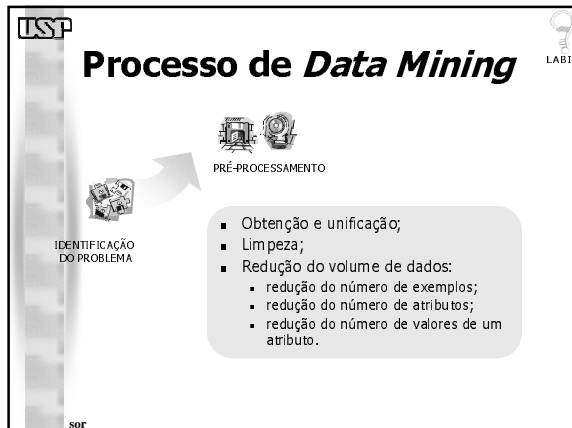 USP
LABI
Processo de Data Mining
PRÉ-PROCESSAMENTO
IDENTIFICAÇÃO
DO PROBLEMA
Obtenção e unificação;
Limpeza;
Redução do volume de dados:
redução do número de exemplos;
redução do número de atributos;
redução do número de valores de um
atributo.
sor